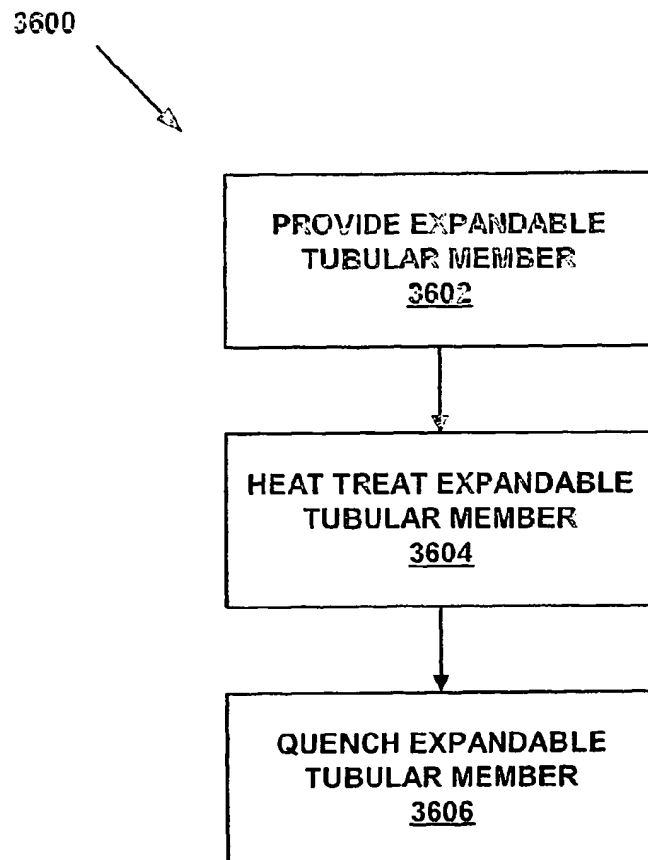 3600
PROVIDE EXPANDABLE
TUBULAR MEMBER
3602
HEAT TREAT EXPANDABLE
TUBULAR MEMBER
3604
QUENCH EXPANDABLE
TUBULAR MEMBER
3606